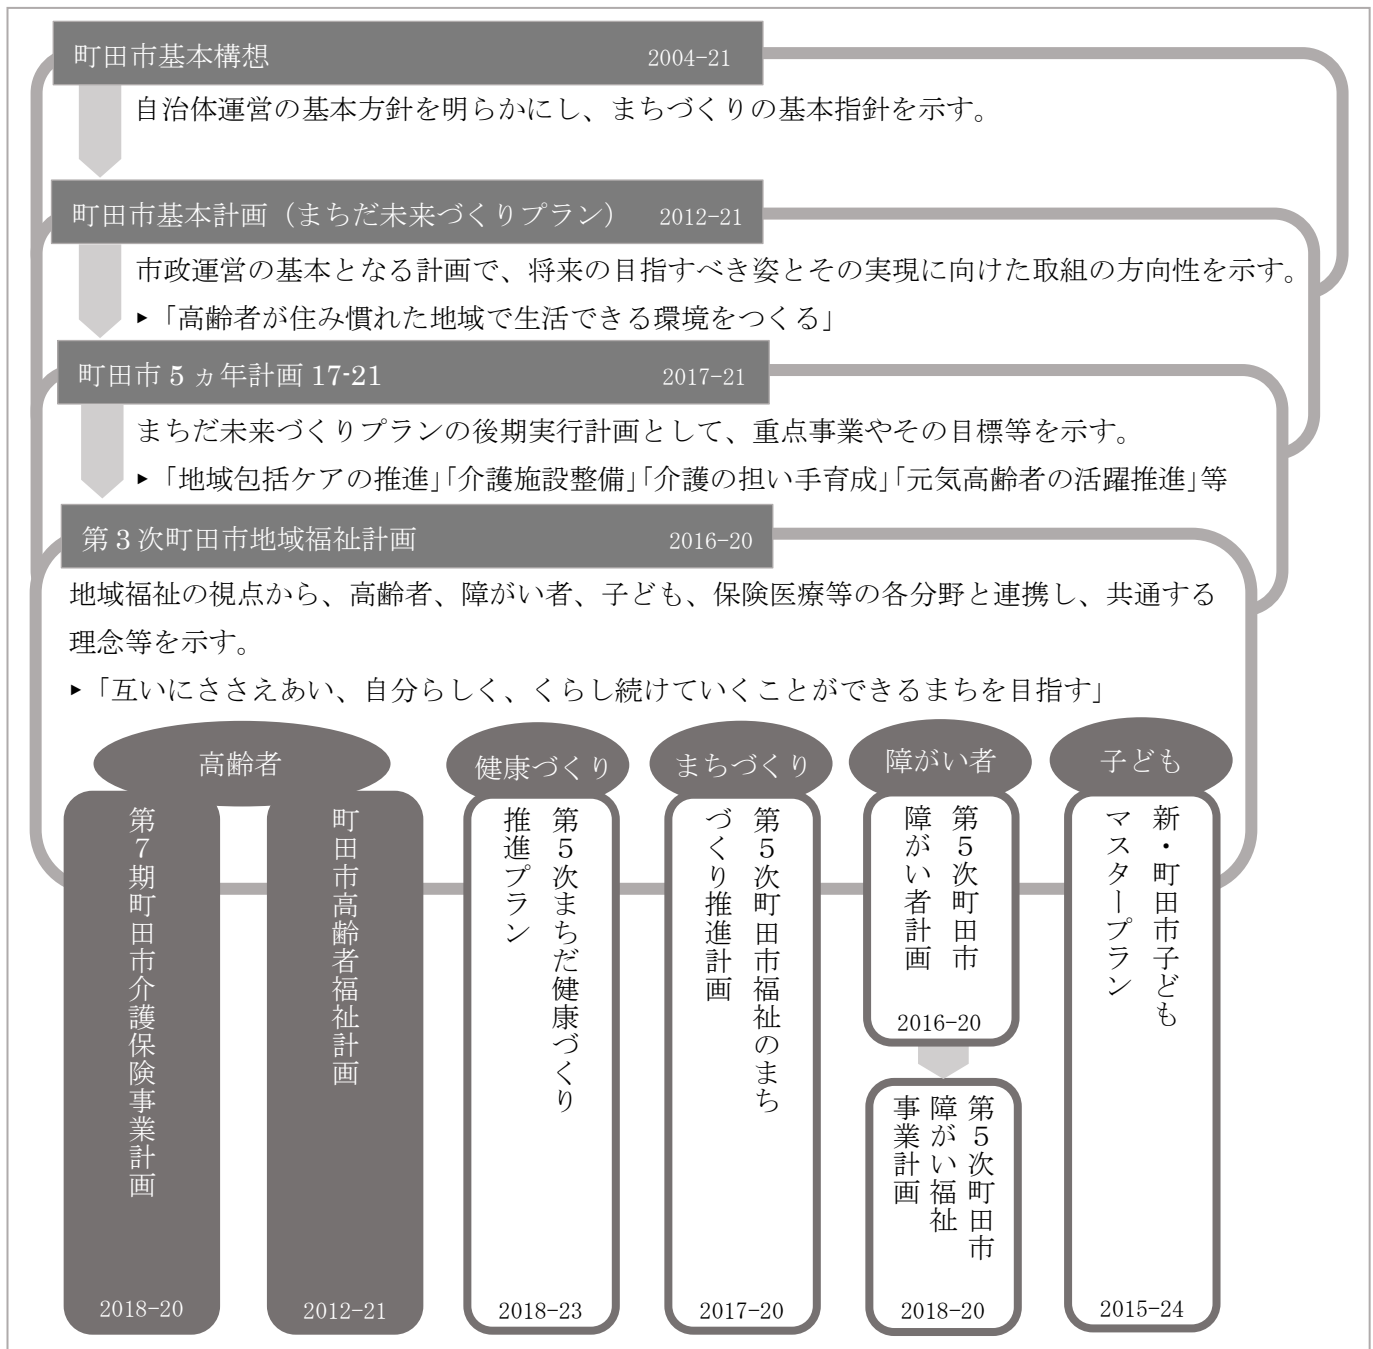 町田市基本構想 2004-21
自治体運営の基本方針を明らかにし、まちづくりの基本指針を示す。
町田市基本計画（まちだ未来づくりプラン） 2012-21
市政運営の基本となる計画で、将来の目指すべき姿とその実現に向けた取組の方向性を示す。
▸「高齢者が住み慣れた地域で生活できる環境をつくる」
町田市 5 ヵ年計画 17-21 2017-21
まちだ未来づくりプランの後期実行計画として、重点事業やその目標等を示す。
▸「地域包括ケアの推進」「介護施設整備」「介護の担い手育成」「元気高齢者の活躍推進」等
第 3 次町田市地域福祉計画 2016-20
地域福祉の視点から、高齢者、障がい者、子ども、保険医療等の各分野と連携し、共通する
理念等を示す。
▸「互いにささえあい、自分らしく、くらし続けていくことができるまちを目指す」
高齢者
第７期町田市介護保険事業計画
2018-20
町田市高齢者福祉計画
2012-21
健康づくり
第５次まちだ健康づくり
推進プラン
2018-23
まちづくり
第５次町田市福祉のまち
づくり推進計画
2017-20
障がい者
第５次町田市
障がい者計画
2016-20
第５次町田市
障がい福祉
事業計画
2018-20
子ども
新・町田市子ども
マスタープラン
2015-24